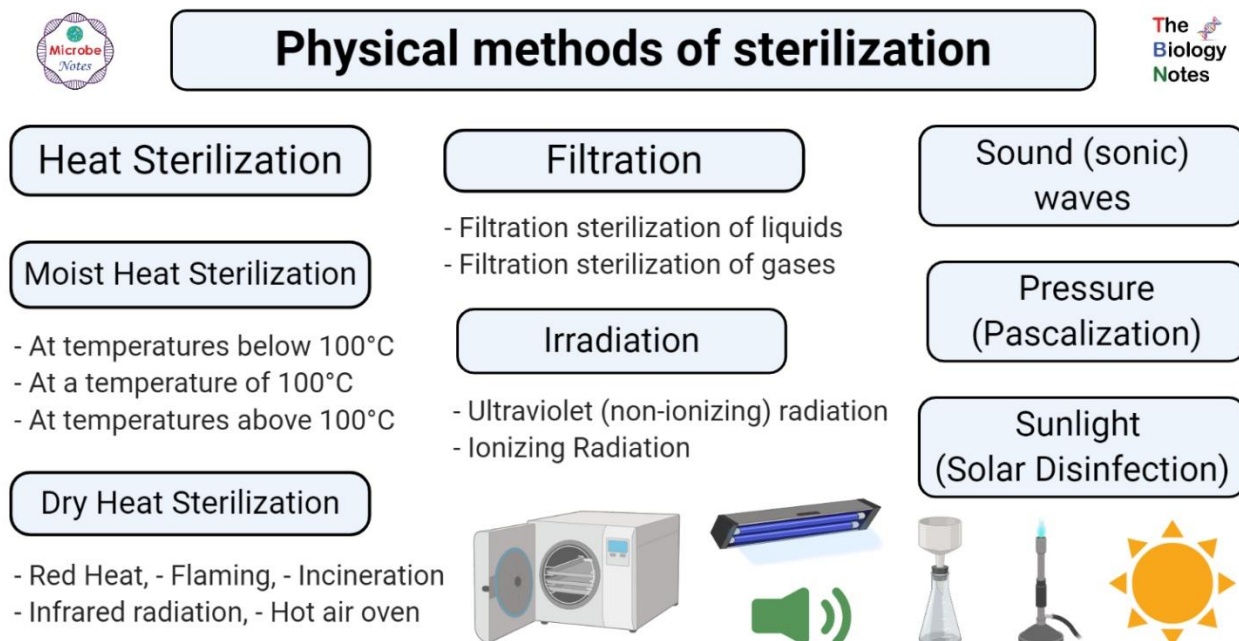 Microbe
Notes
Physical methods of sterilization
The
Biology
Notes
Heat Sterilization
Moist Heat Sterilization
- At temperatures below 100°C
- At a temperature of 100°C
- At temperatures above 100°C
Dry Heat Sterilization
- Red Heat, - Flaming, - Incineration
- Infrared radiation, - Hot air oven
Filtration
- Filtration sterilization of liquids
- Filtration sterilization of gases
Irradiation
- Ultraviolet (non-ionizing) radiation
- Ionizing Radiation
Sound (sonic)
waves
Pressure
(Pascalization)
Sunlight
(Solar Disinfection)